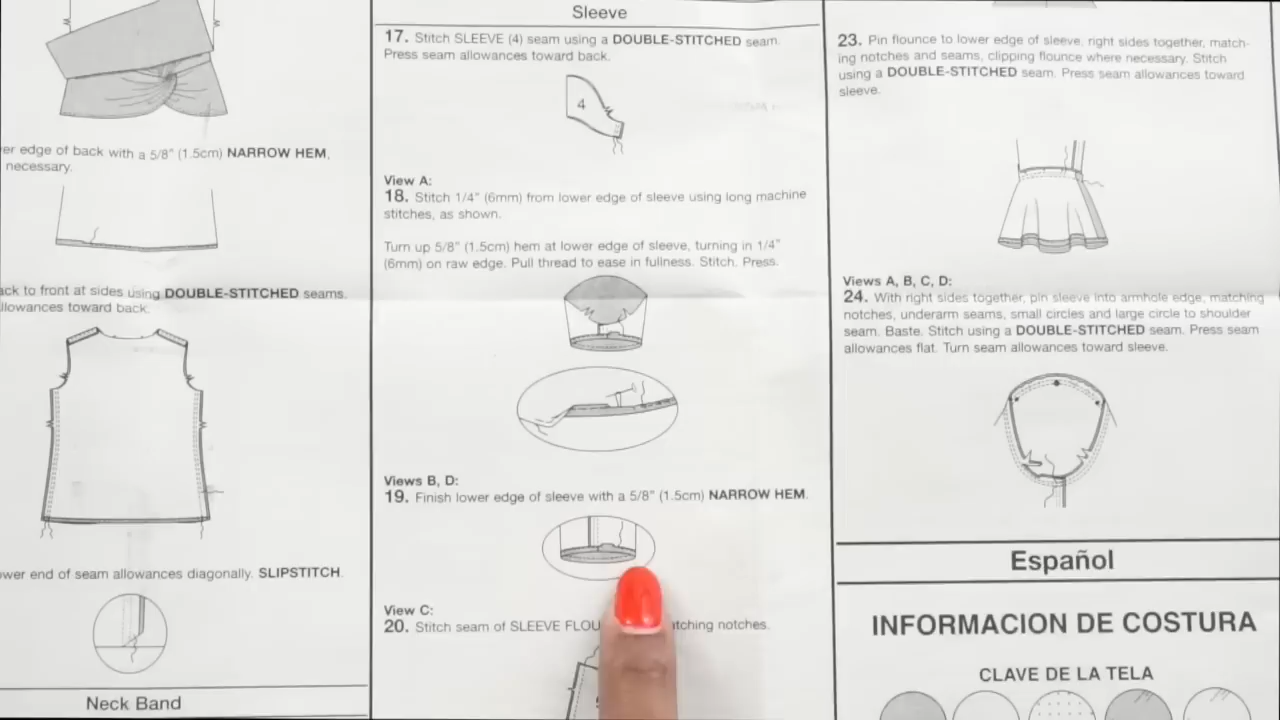 er edge of back with a 5/8" (1.5cm) NARROW HEM,
necessary.
ack to front at sides using DOUBLE-STITCHED seams.
llowances toward back.
ower end of seam allowances diagonally. SLIPSTITCH.
Neck Band
Sleeve
17. Stitch SLEEVE (4) seam using a DOUBLE-STITCHED seam.
Press seam allowances toward back.
4
View A:
18. Stitch 1/4" (6mm) from lower edge of sleeve using long machine
stitches, as shown.
Turn up 5/8" (1.5cm) hem at lower edge of sleeve, turning in 1/4"
(6mm) on raw edge. Pull thread to ease in fullness. Stitch. Press.
Views B, D:
19. Finish lower edge of sleeve with a 5/8" (1.5cm) NARROW HEM.
View C:
20. Stitch seam of SLEEVE FLOU atching notches.
23. Pin flounce to lower edge of sleeve, right sides together, match-
ing notches and seams, clipping flounce where necessary. Stitch
using a DOUBLE-STITCHED seam. Press seam allowances toward
sleeve.
Views A, B, C, D:
24. With right sides together, pin sleeve into armhole edge, matching
notches, underarm seams, small circles and large circle to shoulder
seam. Baste. Stitch using a DOUBLE-STITCHED seam. Press seam
allowances flat. Turn seam allowances toward sleeve.
Español
INFORMACION DE COSTURA
CLAVE DE LA TELA